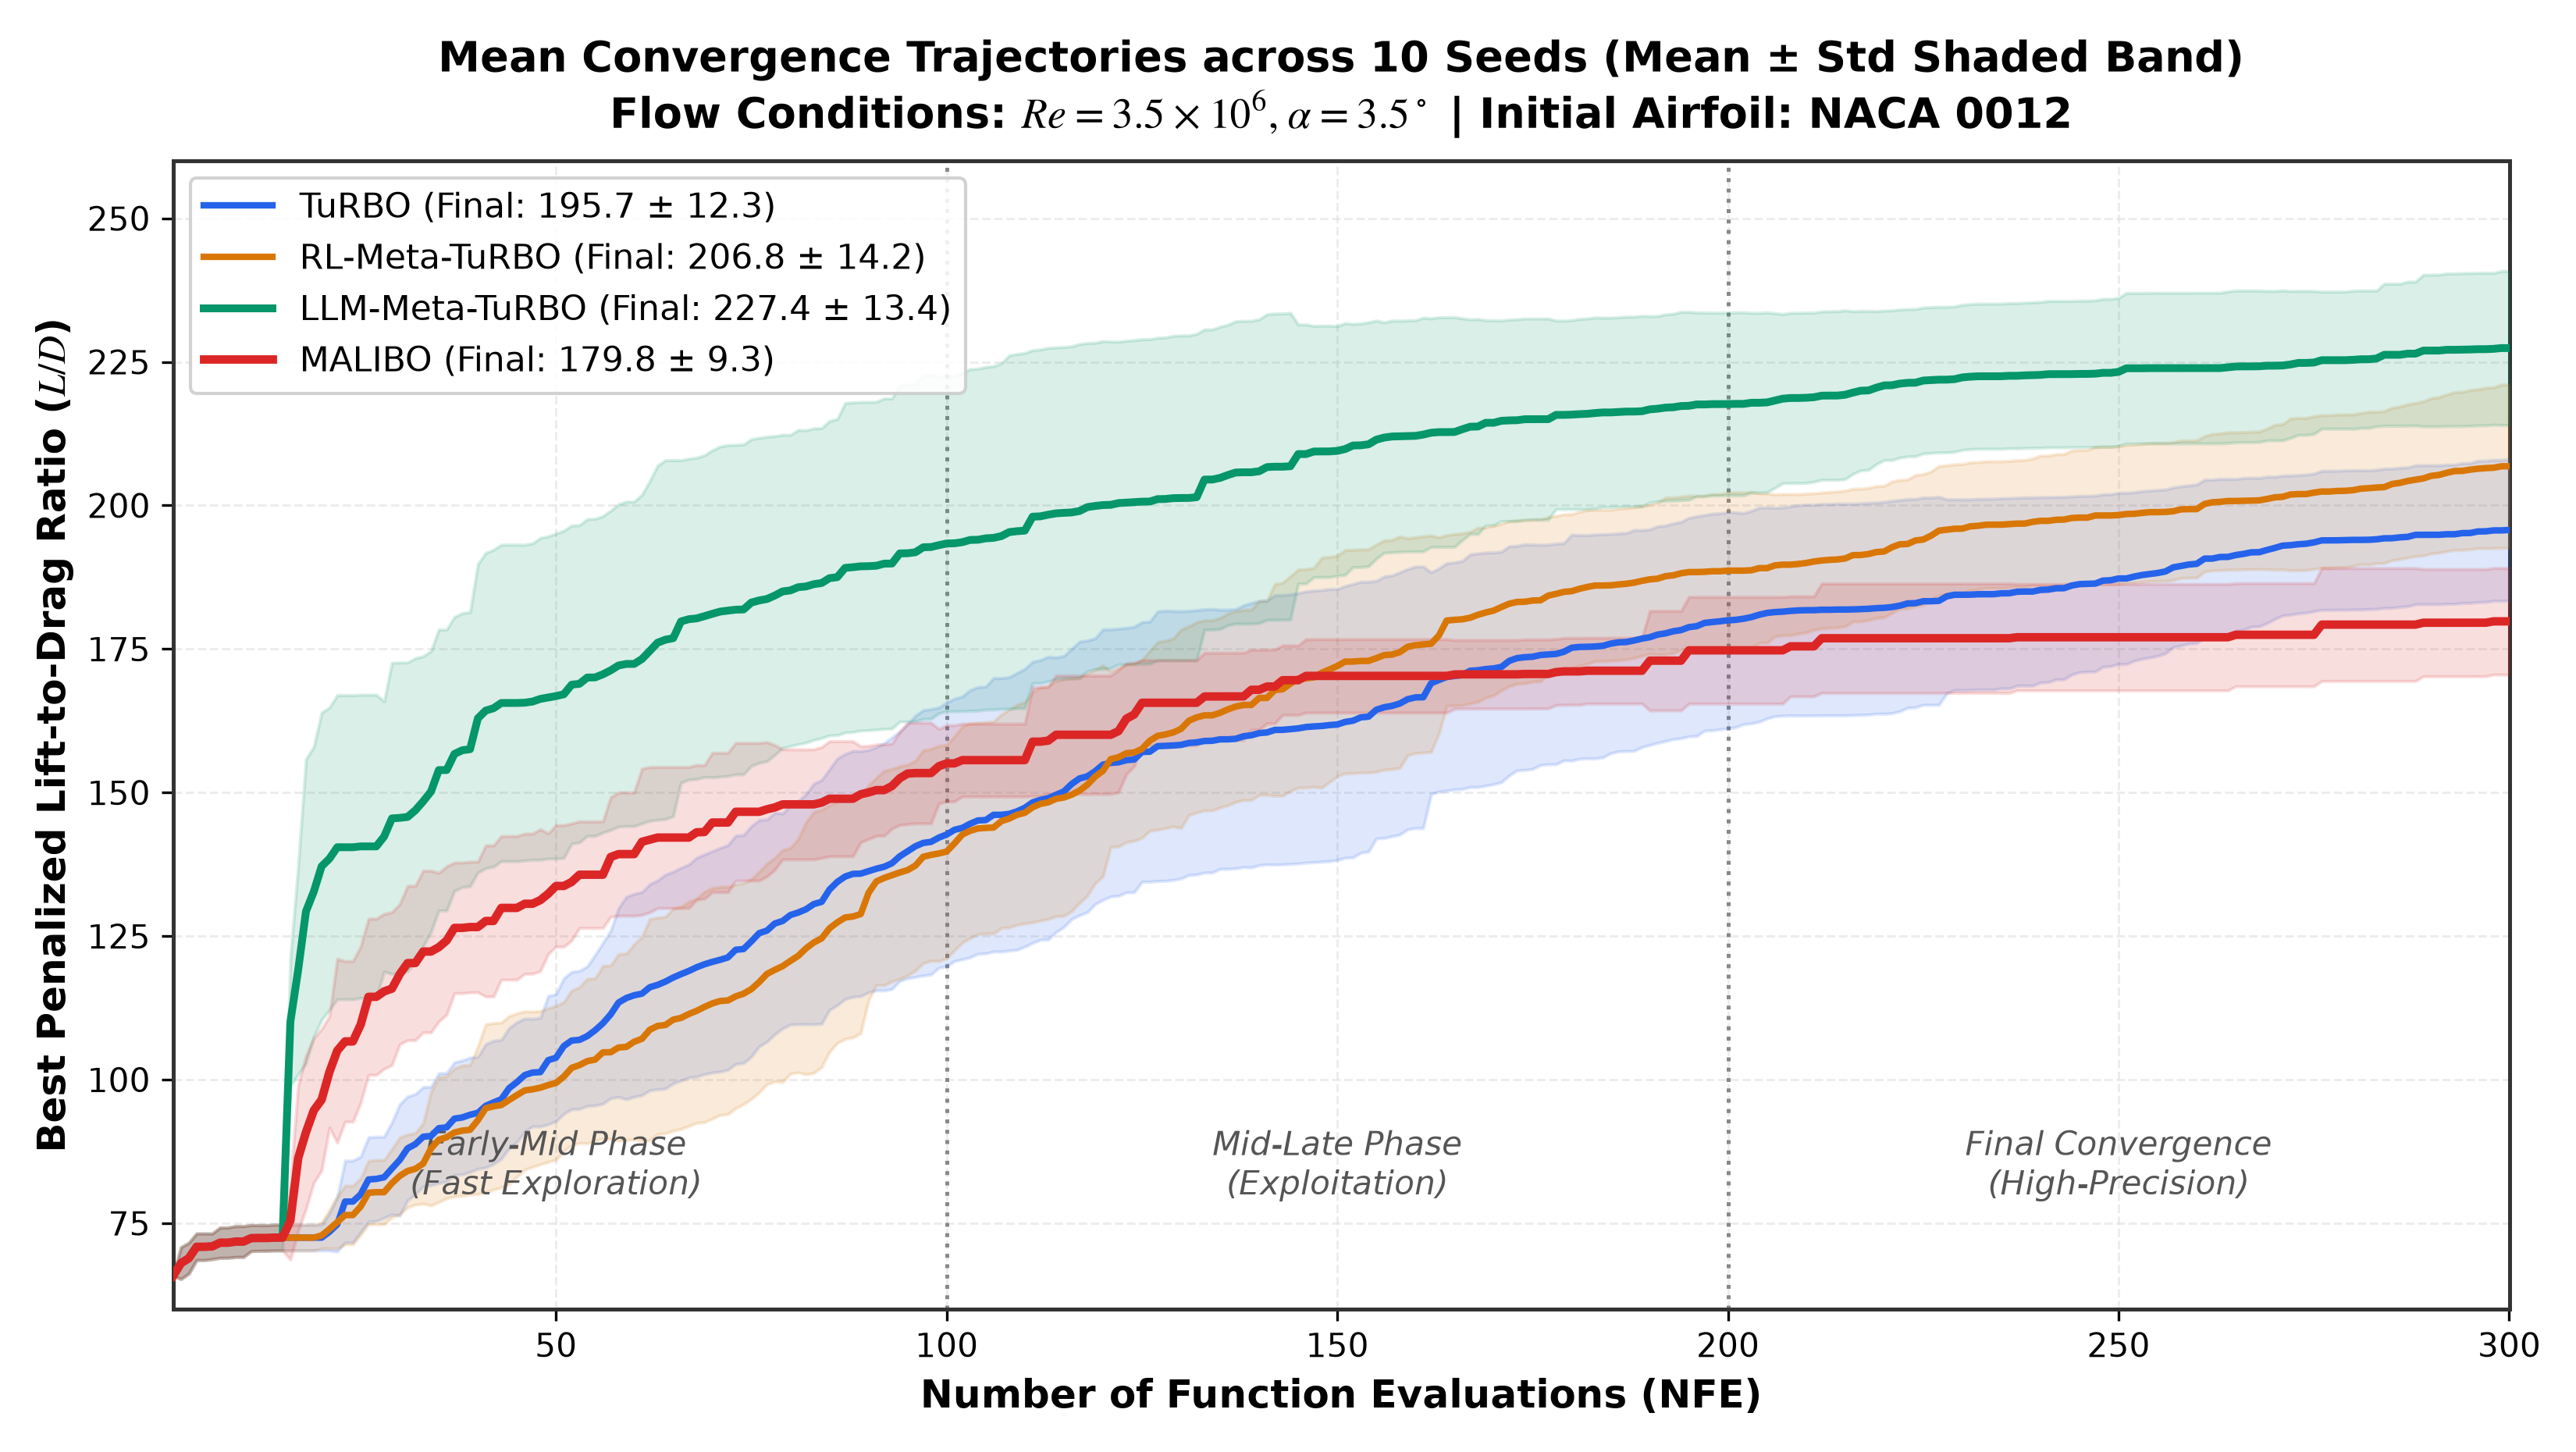 Mean Convergence Trajectories across 10 Seeds (Mean ± Std Shaded Band)
Flow Conditions: Re = 3.5 × 10⁶, α = 3.5° | Initial Airfoil: NACA 0012
TuRBO (Final: 195.7 ± 12.3)
RL-Meta-TuRBO (Final: 206.8 ± 14.2)
LLM-Meta-TuRBO (Final: 227.4 ± 13.4)
MALIBO (Final: 179.8 ± 9.3)
Best Penalized Lift-to-Drag Ratio (L/D)
250
225
200
175
150
125
100
75
Early-Mid Phase
(Fast Exploration)
Mid-Late Phase
(Exploitation)
Final Convergence
(High-Precision)
50
100
150
200
250
300
Number of Function Evaluations (NFE)